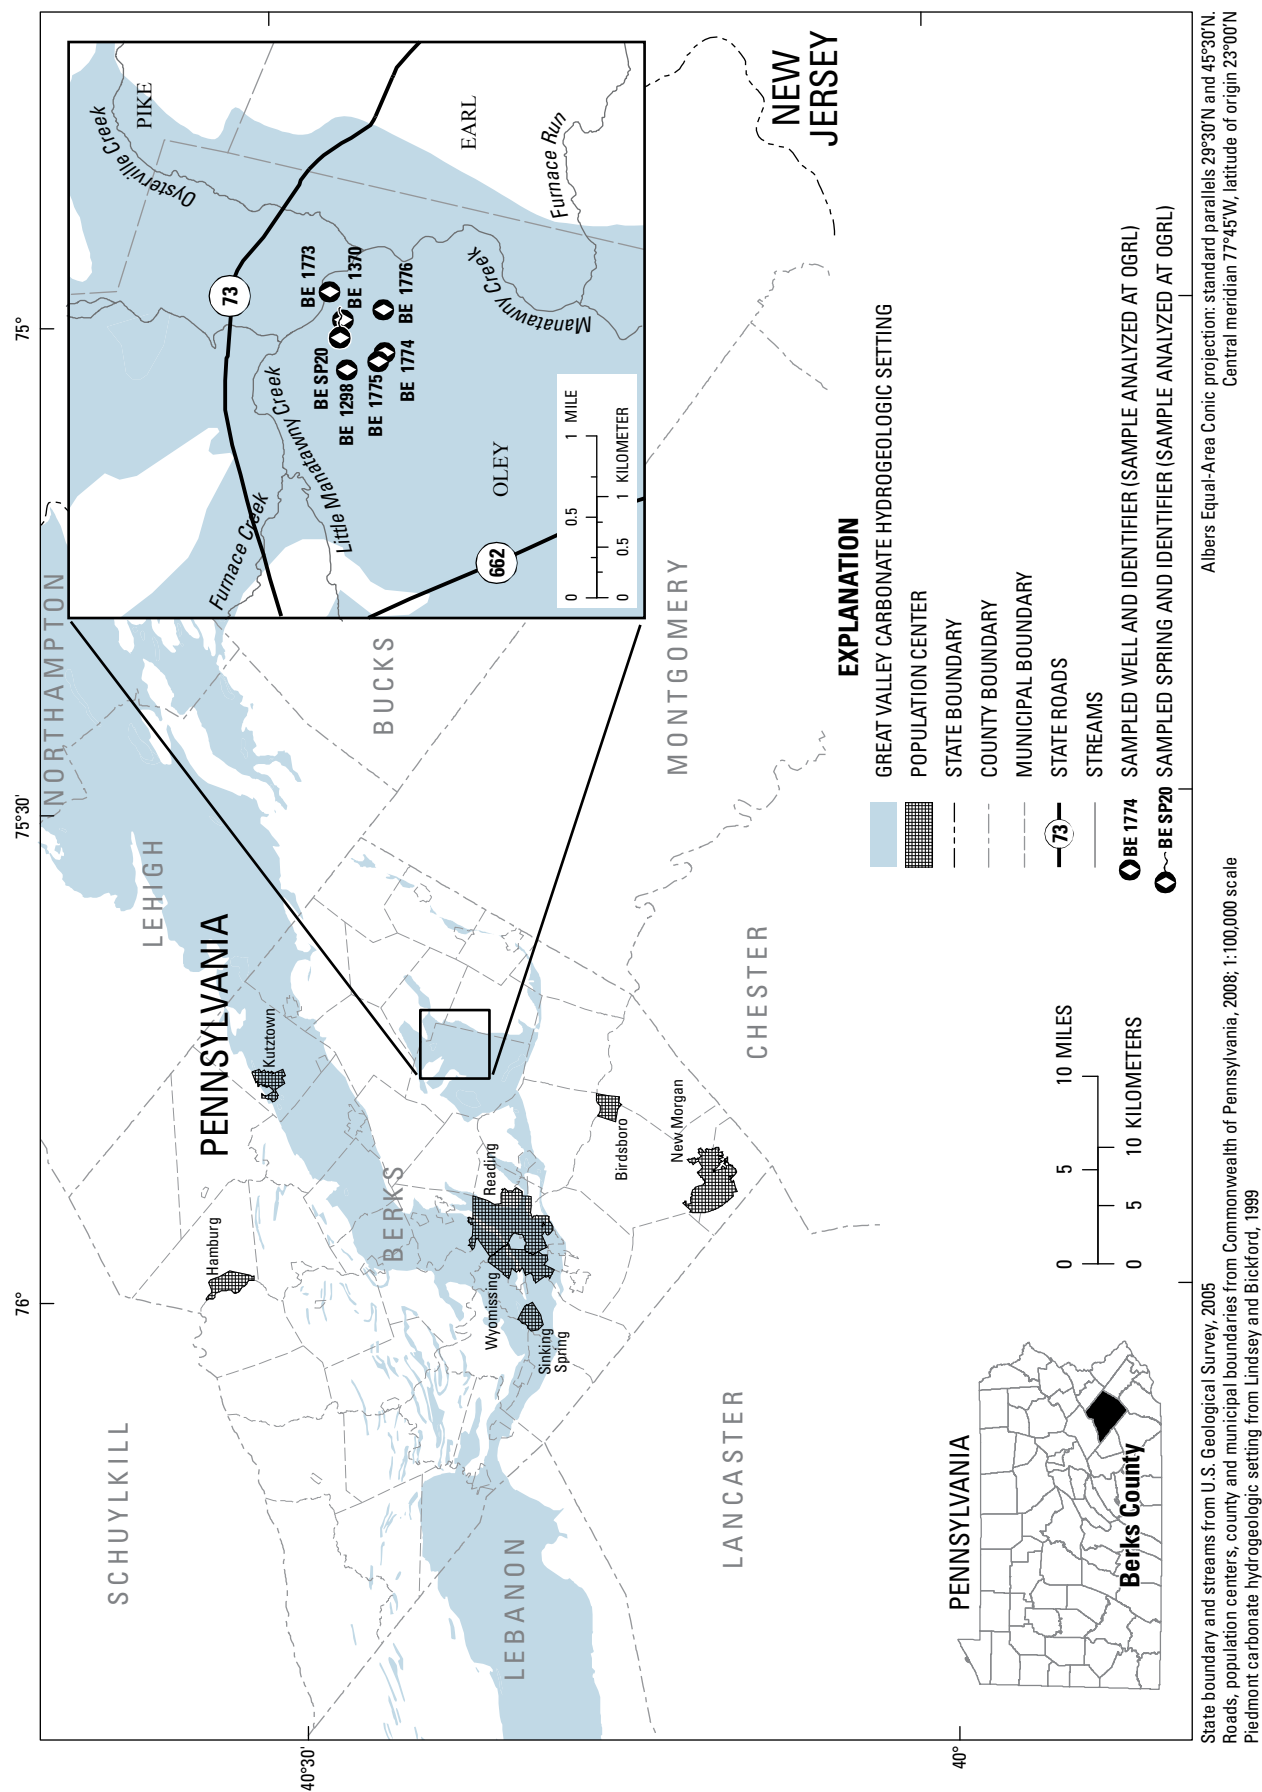 76°
75°30'
75°
40°30'
40°
SCHUYLKILL
LEHIGH
NORTHAMPTON
PENNSYLVANIA
Hamburg
Kutztown
BERKS
BUCKS
Reading
Wyomissing
Sinking
Spring
LEBANON
Birdsboro
New Morgan
MONTGOMERY
LANCASTER
CHESTER
NEW
JERSEY
Oysterville Creek
PIKE
73
EARL
Furnace Run
BE 1773
BE 1370
BE SP20
BE 1298
BE 1775
BE 1776
BE 1774
Manatawny Creek
Little Manatawny Creek
Furnace Creek
OLEY
662
0 0.5 1 MILE
0 0.5 1 KILOMETER
EXPLANATION
GREAT VALLEY CARBONATE HYDROGEOLOGIC SETTING
POPULATION CENTER
STATE BOUNDARY
COUNTY BOUNDARY
MUNICIPAL BOUNDARY
73 STATE ROADS
STREAMS
BE 1774 SAMPLED WELL AND IDENTIFIER (SAMPLE ANALYZED AT OGRL)
BE SP20 SAMPLED SPRING AND IDENTIFIER (SAMPLE ANALYZED AT OGRL)
0 5 10 MILES
0 5 10 KILOMETERS
PENNSYLVANIA
Berks County
State boundary and streams from U.S. Geological Survey, 2005
Roads, population centers, county and municipal boundaries from Commonwealth of Pennsylvania, 2008; 1:100,000 scale
Piedmont carbonate hydrogeologic setting from Lindsey and Bickford, 1999
Albers Equal-Area Conic projection: standard parallels 29°30'N. and 45°30'N.
Central meridian 77°45'W, latitude of origin 23°00'N